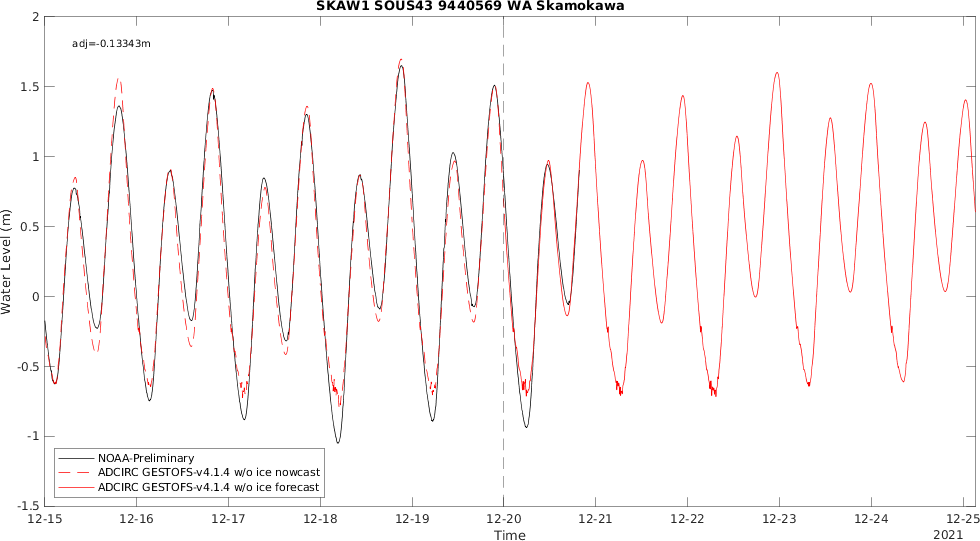 SKAW1 SOUS43 9440569 WA Skamokawa
adj=-0.13343m
2
1.5
1
0.5
0
-0.5
-1
-1.5
Water Level (m)
NOAA-Preliminary
ADCIRC GESTOFS-v4.1.4 w/o ice nowcast
ADCIRC GESTOFS-v4.1.4 w/o ice forecast
12-15 12-16 12-17 12-18 12-19 12-20 12-21 12-22 12-23 12-24 12-25
Time
2021